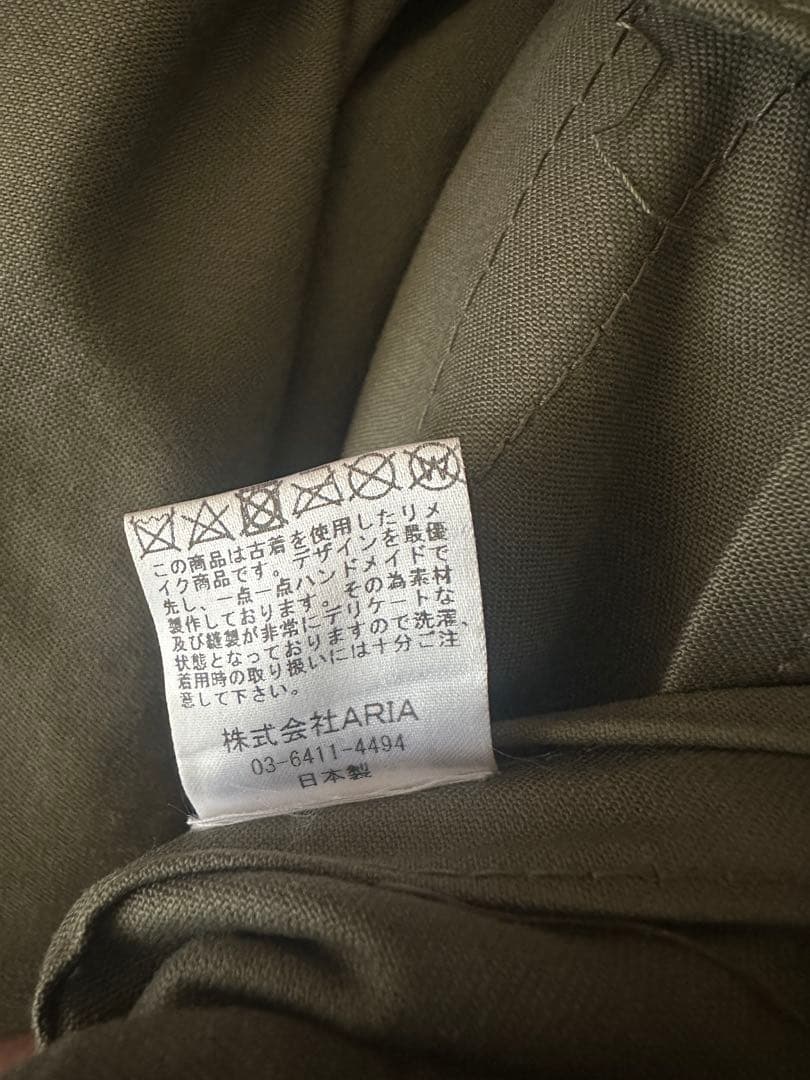 この商品は古着を使用したリメ
イク商品です。デザインを最優
先し、一点一点ハンドメイドで
製作しております。その為素材
及び縫製が非常にデリケートな
状態となっておりますので洗濯、
着用時の取り扱いには十分ご注
意して下さい。
株式会社ARIA
03-6411-4494
日本製